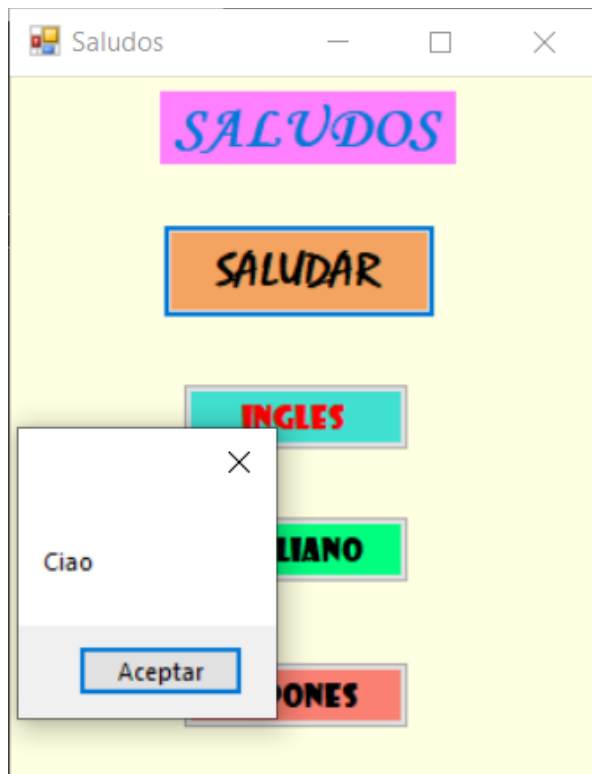 Saludos
SALUDOS
SALUDAR
INGLES
LIANO
Ciao
Aceptar
PONES